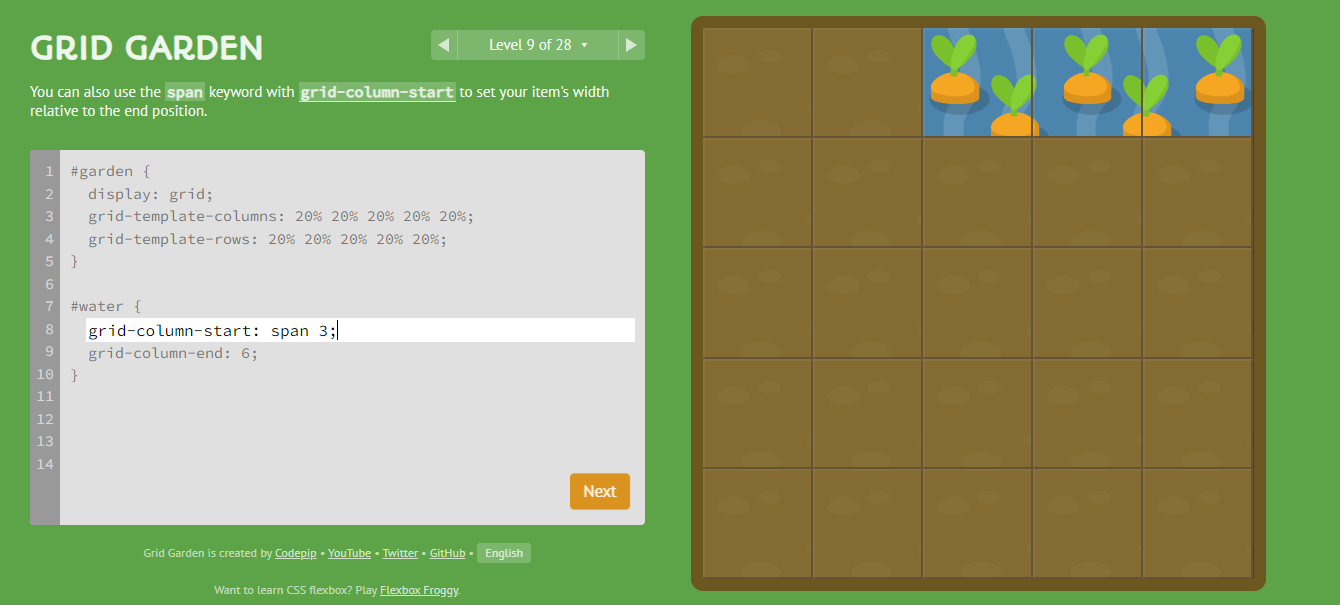 GRID GARDEN
◀ Level 9 of 28 ▾ ▶
You can also use the span keyword with grid-column-start to set your item's width
relative to the end position.
1 #garden {
2 display: grid;
3 grid-template-columns: 20% 20% 20% 20% 20%;
4 grid-template-rows: 20% 20% 20% 20% 20%;
5 }
6
7 #water {
8 grid-column-start: span 3;
9 grid-column-end: 6;
10 }
11
12
13
14
Next
Grid Garden is created by Codepip • YouTube • Twitter • GitHub • English
Want to learn CSS flexbox? Play Flexbox Froggy.